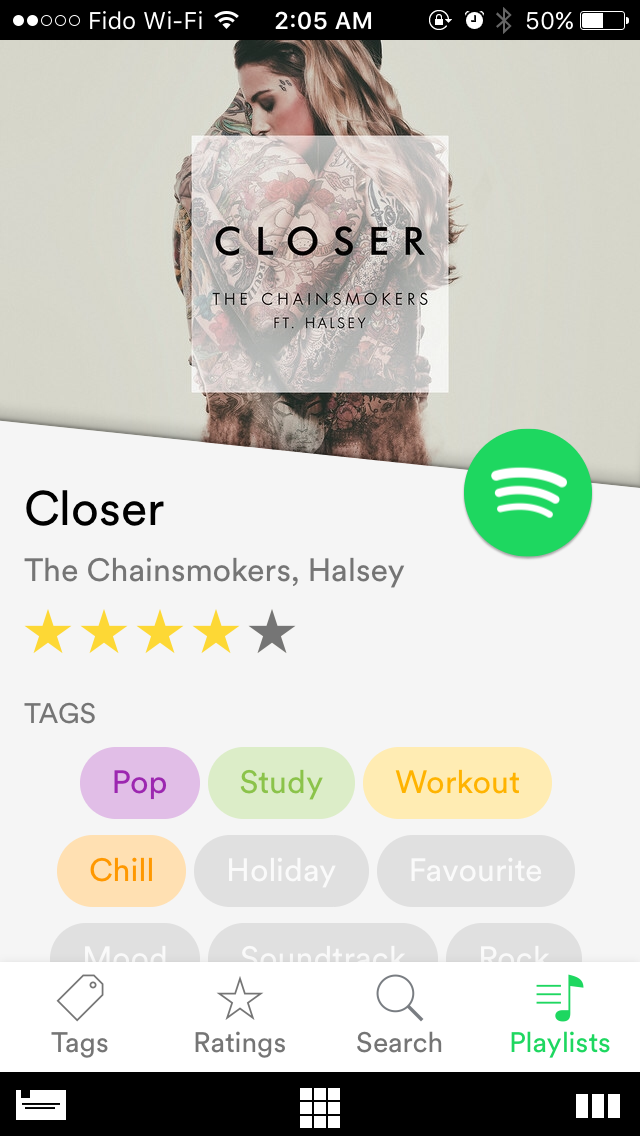 Fido Wi-Fi 2:05 AM 50%
CLOSER
THE CHAINSMOKERS
FT. HALSEY
Closer
The Chainsmokers, Halsey
TAGS
Pop Study Workout
Chill Holiday Favourite
Mood Soundtrack Rock
Tags Ratings Search Playlists